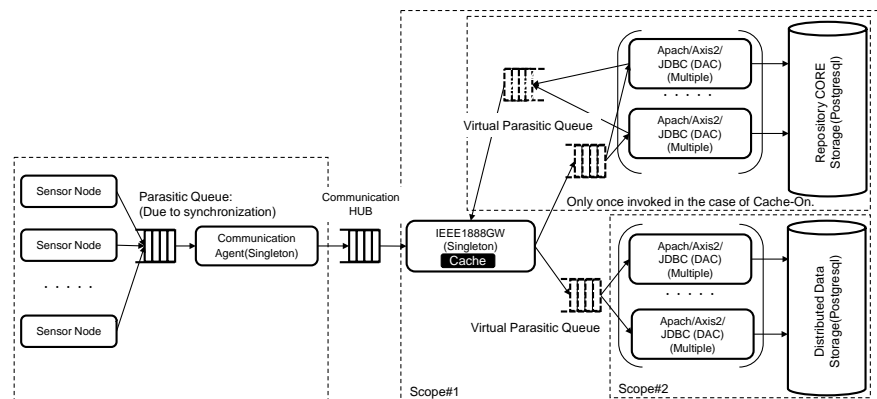 Sensor Node
Sensor Node
. . . . .
Sensor Node
Parasitic Queue:
(Due to synchronization)
Communication
Agent(Singleton)
Communication
HUB
IEEE1888GW
(Singleton)
Cache
Virtual Parasitic Queue
Apach/Axis2/
JDBC (DAC)
(Multiple)
. . . . .
Apach/Axis2/
JDBC (DAC)
(Multiple)
Repository CORE
Storage(Postgresql)
Only once invoked in the case of Cache-On.
Virtual Parasitic Queue
Apach/Axis2/
JDBC (DAC)
(Multiple)
. . . . .
Apach/Axis2/
JDBC (DAC)
(Multiple)
Distributed Data
Storage(Postgresql)
Scope#1
Scope#2